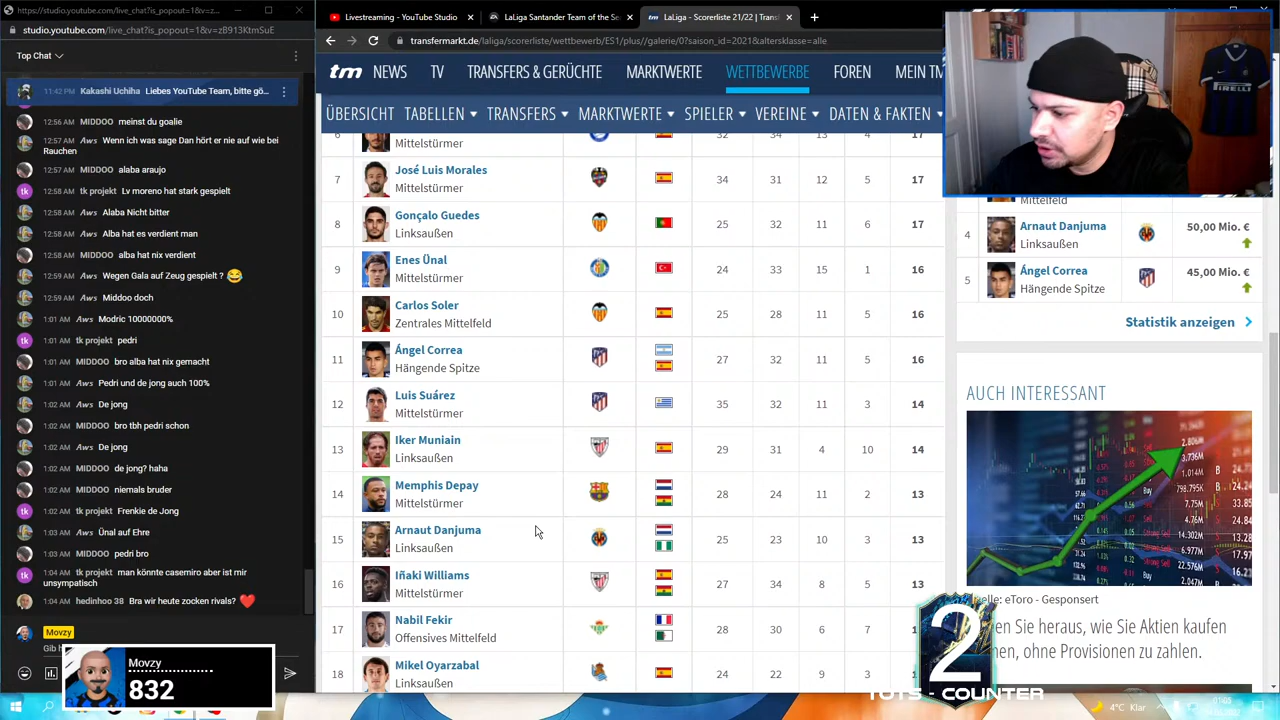 https://studio.youtube.com/live_chat?is_popout=1&v=z...
studio.youtube.com/live_chat?is_popout=1&v=zB913KtmSuE
Top Chat
11:42 PM Kakashi Uchiha Liebes YouTube Team, bitte gö...
12:56 AM MIDDOO meinst du goalie
12:57 AM Aws Wenn ich was sage Dan hört er nie auf wie bei
Rauchen
12:57 AM MIDDOO alaba araujo
12:58 AM tk projekt Lv moreno hat stark gespielt
12:58 AM Aws Alaba Nicht bitter
12:58 AM Aws Alba hat es verdient man
12:58 AM MIDDOO alba hat nix verdient
12:59 AM Aws Wegen Gala auf Zeug gespielt ? 😂
12:59 AM Aws Middoo doch
1:01 AM Aws Modric 10000000%
1:01 AM tk projekt pedri
1:01 AM MIDDOO bro alba hat nix gemacht
1:02 AM Aws Pedri und de jong auch 100%
1:02 AM Aws De jong
1:02 AM MIDDOO tbh pedri schon
1:02 AM Aws De jong
1:02 AM MIDDOO de jong? haha
1:02 AM MIDDOO niemals bruder
1:02 AM tk projekt Frenkie de Jong
1:03 AM Aws Unal auf Ehre
1:03 AM MIDDOO pedri bro
1:04 AM tk projekt man könnte casemiro aber ist mir
unsympatisch
1:04 AM hedinhoo 38 Bra wir heute zocken rivals? ❤️
Movzy
Movzy
832
Livestreaming - YouTube Studio
LaLiga Santander Team of the Se
LaLiga - Scorerliste 21/22 | Trans
transfermarkt.de/laliga/scorerliste/wettbewerb/ES1/plus//galerie/0?saison_id=2021&altersklasse=alle
tm NEWS TV TRANSFERS & GERÜCHTE MARKTWERTE WETTBEWERBE FOREN MEIN TM
ÜBERSICHT TABELLEN TRANSFERS MARKTWERTE SPIELER VEREINE DATEN & FAKTEN
6 Mittelstürmer 32 34 13 4 17
7 José Luis Morales 34 31 5 17
Mittelstürmer
Gonçalo Guedes 25 32 11 6 17
Linksaußen
9 Enes Ünal 24 33 1 16
Mittelstürmer
10 Carlos Soler 25 28 11 5 16
Zentrales Mittelfeld
11 Ángel Correa 27 32 5 16
Hängende Spitze
Luis Suárez 32 3 14
Mittelstürmer
13 Iker Muniain 29 31 10 14
Linksaußen
14 Memphis Depay 28 24 2 13
Mittelstürmer
15 Arnaut Danjuma 25 23 10 3 13
Linksaußen
16 Iñaki Williams 27 34 13
Mittelstürmer
17 Nabil Fekir 28 30
Offensives Mittelfeld
Mikel Oyarzabal 25 22
Linksaußen
Mittelfeld
4 Arnaut Danjuma 50,00 Mio. €
Linksaußen
5 Ángel Correa 45,00 Mio. €
Hängende Spitze
Statistik anzeigen
AUCH INTERESSANT
elle: eToro - Gesponsert
en Sie heraus, wie Sie Aktien kaufen
nen, ohne Provisionen zu zahlen.
2
TOTS - COUNTER
PIRELLI
4°C Klar